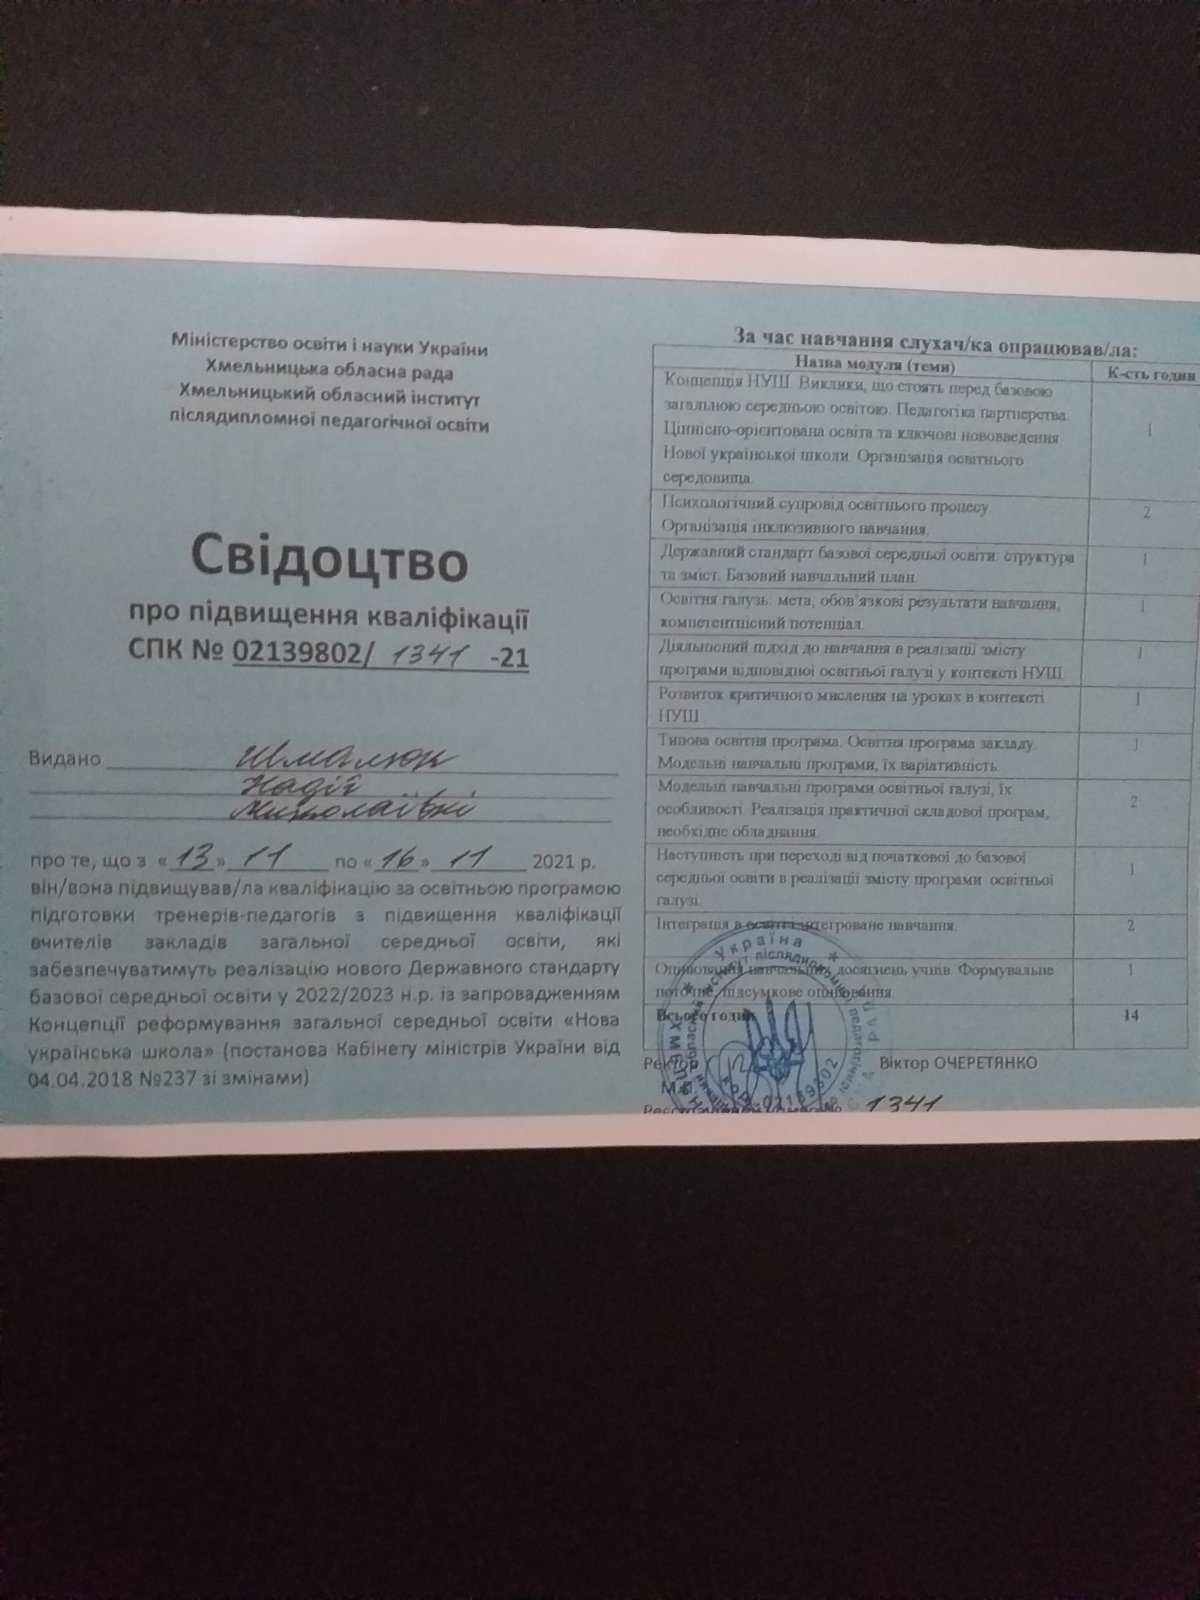 Міністерство освіти і науки України
Хмельницька обласна рада
Хмельницький обласний інститут
післядипломної педагогічної освіти
Свідоцтво
про підвищення кваліфікації
СПК № 02139802/ 1341 -21
Видано Шмалюк
Надії
Миколаївні
про те, що з «13» 11 по «16» 11 2021 р.
він/вона підвищував/ла кваліфікацію за освітньою програмою
підготовки тренерів-педагогів з підвищення кваліфікації
вчителів закладів загальної середньої освіти, які
забезпечуватимуть реалізацію нового Державного стандарту
базової середньої освіти у 2022/2023 н.р. із запровадженням
Концепції реформування загальної середньої освіти «Нова
українська школа» (постанова Кабінету міністрів України від
04.04.2018 №237 зі змінами)
За час навчання слухач/ка опрацював/ла:
Назва модуля (теми) К-сть годин
Концепція НУШ. Виклики, що стоять перед базовою
загальною середньою освітою. Педагогіка партнерства.
Ціннісно-орієнтована освіта та ключові нововведення 1
Нової української школи. Організація освітнього
середовища.
Психологічний супровід освітнього процесу. 2
Організація інклюзивного навчання.
Державний стандарт базової середньої освіти: структура 1
та зміст. Базовий навчальний план.
Освітня галузь: мета, обов'язкові результати навчання, 1
компетентнісний потенціал.
Діяльнісний підхід до навчання в реалізації змісту 1
програми відповідної освітньої галузі у контексті НУШ.
Розвиток критичного мислення на уроках в контексті 1
НУШ
Типова освітня програма. Освітня програма закладу. 1
Модельні навчальні програми, їх варіативність.
Модельні навчальні програми освітньої галузі, їх
особливості. Реалізація практичної складової програм, 2
необхідне обладнання.
Наступність при переході від початкової до базової
середньої освіти в реалізації змісту програми освітньої 1
галузі.
Інтеграція в освіті і інтегроване навчання. 2
Оцінювання навчальних досягнень учнів. Формувальне 1
поточне, підсумкове оцінювання.
Всього годин 14
Ректор Віктор ОЧЕРЕТЯНКО
М.П.
1341
Україна
код 02139802